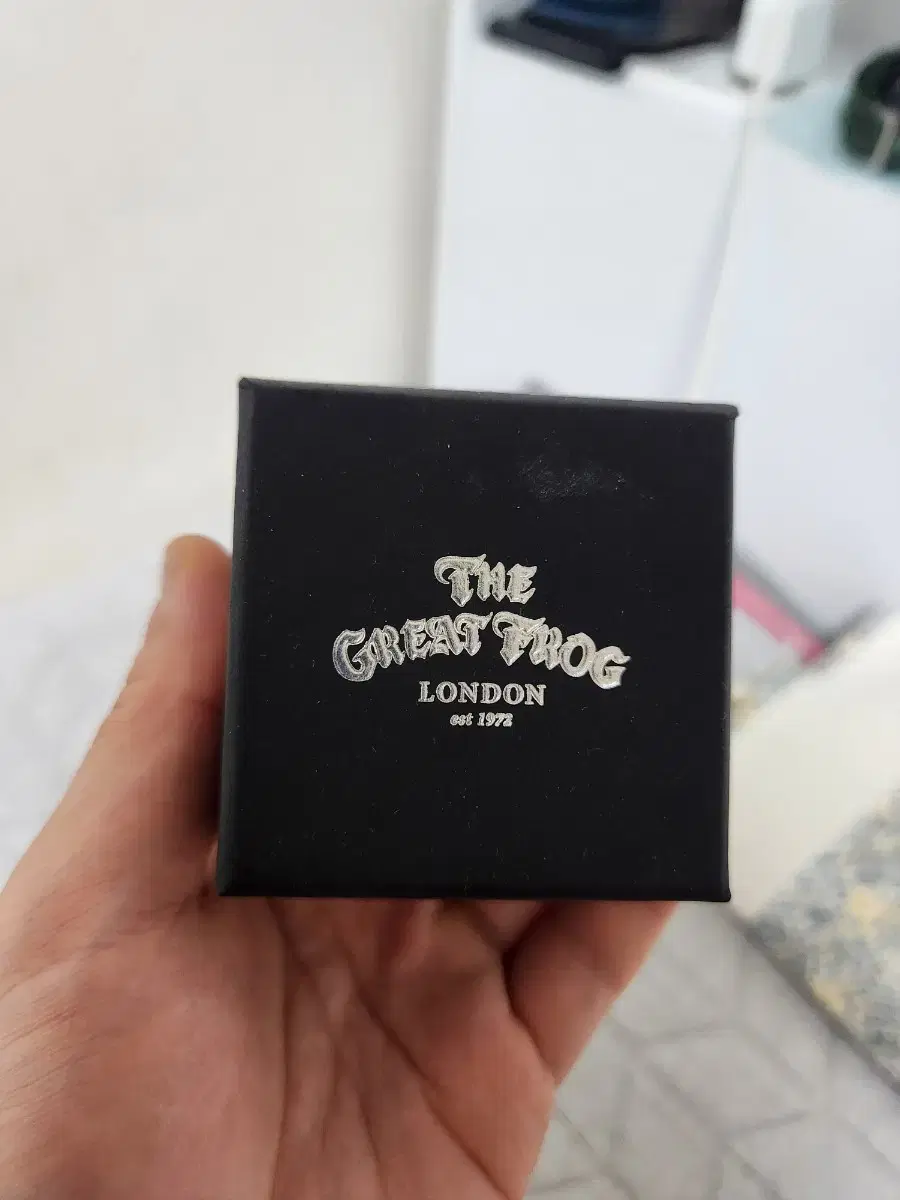 THE
GREAT FROG
LONDON
est 1972